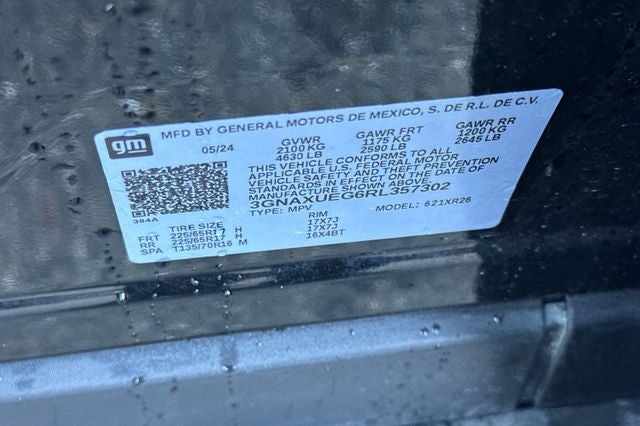 gm
MFD BY GENERAL MOTORS DE MEXICO, S. DE R.L. DE C.V.
05/24 GVWR GAWR FRT GAWR RR
2100 KG 1175 KG 1200 KG
4630 LB 2590 LB 2645 LB
THIS VEHICLE CONFORMS TO ALL
APPLICABLE U.S. FEDERAL MOTOR
VEHICLE SAFETY AND THEFT PREVENTION
STANDARDS IN EFFECT ON THE DATE OF
MANUFACTURE SHOWN ABOVE.
384A
3GNAXUEG6RL357302
TYPE: MPV MODEL: 621XR26
TIRE SIZE RIM
FRT 225/65R17 H 17X7J
RR 225/65R17 H 17X7J
SPA T135/70R16 M 16X4BT